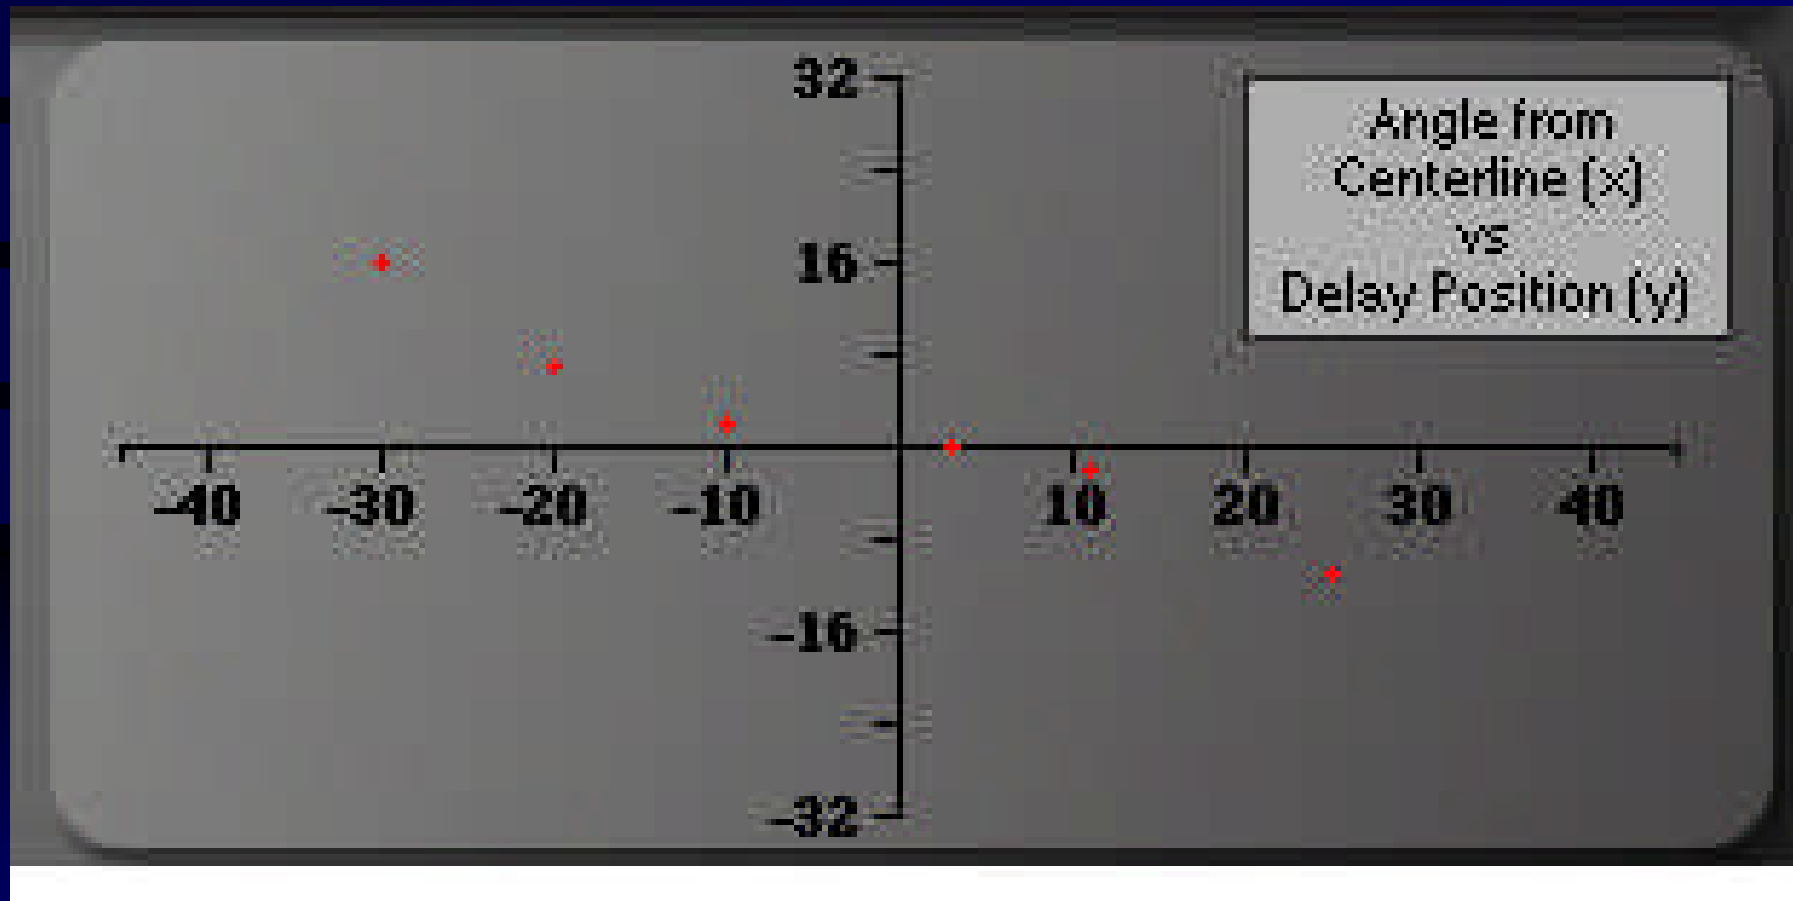 32
Angle from
Centerline (x)
vs
16
Delay Position (y)
-40 -30 -20 -10 10 20 30 40
-16
-32